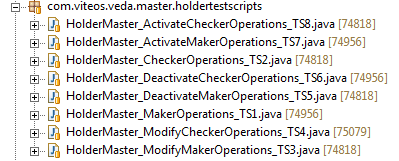 com.viteos.veda.master.holdertestscripts
HolderMaster_ActivateCheckerOperations_TS8.java [74818]
HolderMaster_ActivateMakerOperations_TS7.java [74956]
HolderMaster_CheckerOperations_TS2.java [74818]
HolderMaster_DeactivateCheckerOperations_TS6.java [74956]
HolderMaster_DeactivateMakerOperations_TS5.java [74818]
HolderMaster_MakerOperations_TS1.java [74956]
HolderMaster_ModifyCheckerOperations_TS4.java [75079]
HolderMaster_ModifyMakerOperations_TS3.java [74818]